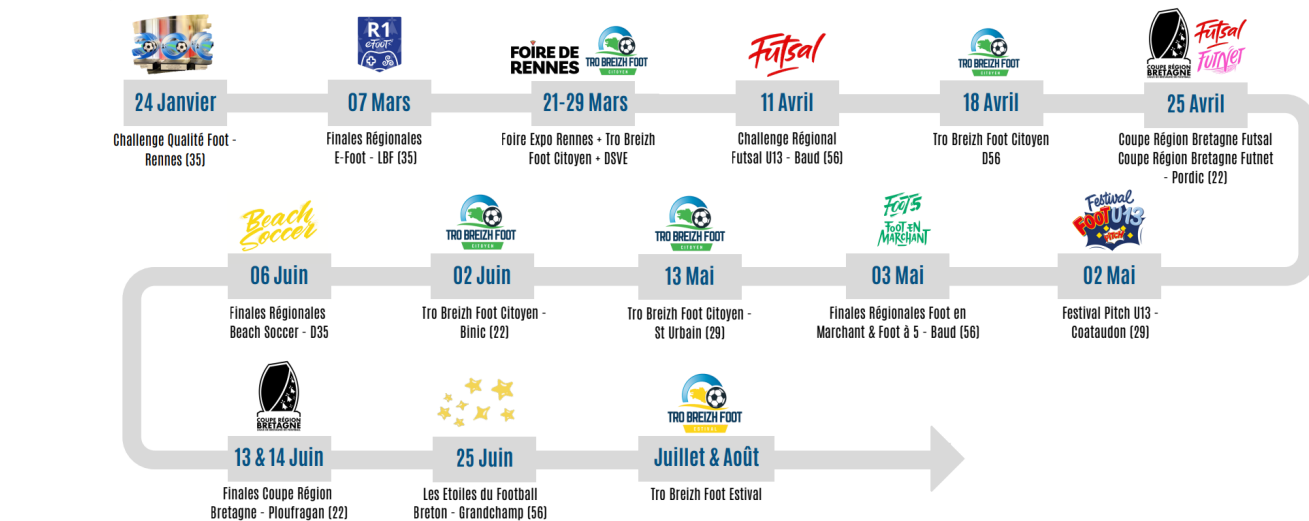 R1
eFOOT
FOIRE DE
RENNES
TRO BREIZH FOOT
CITOYEN
Futsal
TRO BREIZH FOOT
CITOYEN
COUPE RÉGION
BRETAGNE
Futsal
FUTNET
24 Janvier
07 Mars
21-29 Mars
11 Avril
18 Avril
25 Avril
Challenge Qualité Foot -
Rennes (35)
Finales Régionales
E-Foot - LBF (35)
Foire Expo Rennes + Tro Breizh
Foot Citoyen + DSVE
Challenge Régional
Futsal U13 - Baud (56)
Tro Breizh Foot Citoyen
D56
Coupe Région Bretagne Futsal
Coupe Région Bretagne Futnet
- Pordic (22)
Festival
FOOT U13
PITCH
02 Mai
Festival Pitch U13 -
Coataudon (29)
FOOT5
FOOT EN
MARCHANT
03 Mai
Finales Régionales Foot en
Marchant & Foot à 5 - Baud (56)
TRO BREIZH FOOT
CITOYEN
13 Mai
Tro Breizh Foot Citoyen -
St Urbain (29)
TRO BREIZH FOOT
CITOYEN
02 Juin
Tro Breizh Foot Citoyen -
Binic (22)
Beach
Soccer
06 Juin
Finales Régionales
Beach Soccer - D35
COUPE RÉGION
BRETAGNE
13 & 14 Juin
Finales Coupe Région
Bretagne - Ploufragan (22)
25 Juin
Les Etoiles du Football
Breton - Grandchamp (56)
TRO BREIZH FOOT
ESTIVAL
Juillet & Août
Tro Breizh Foot Estival